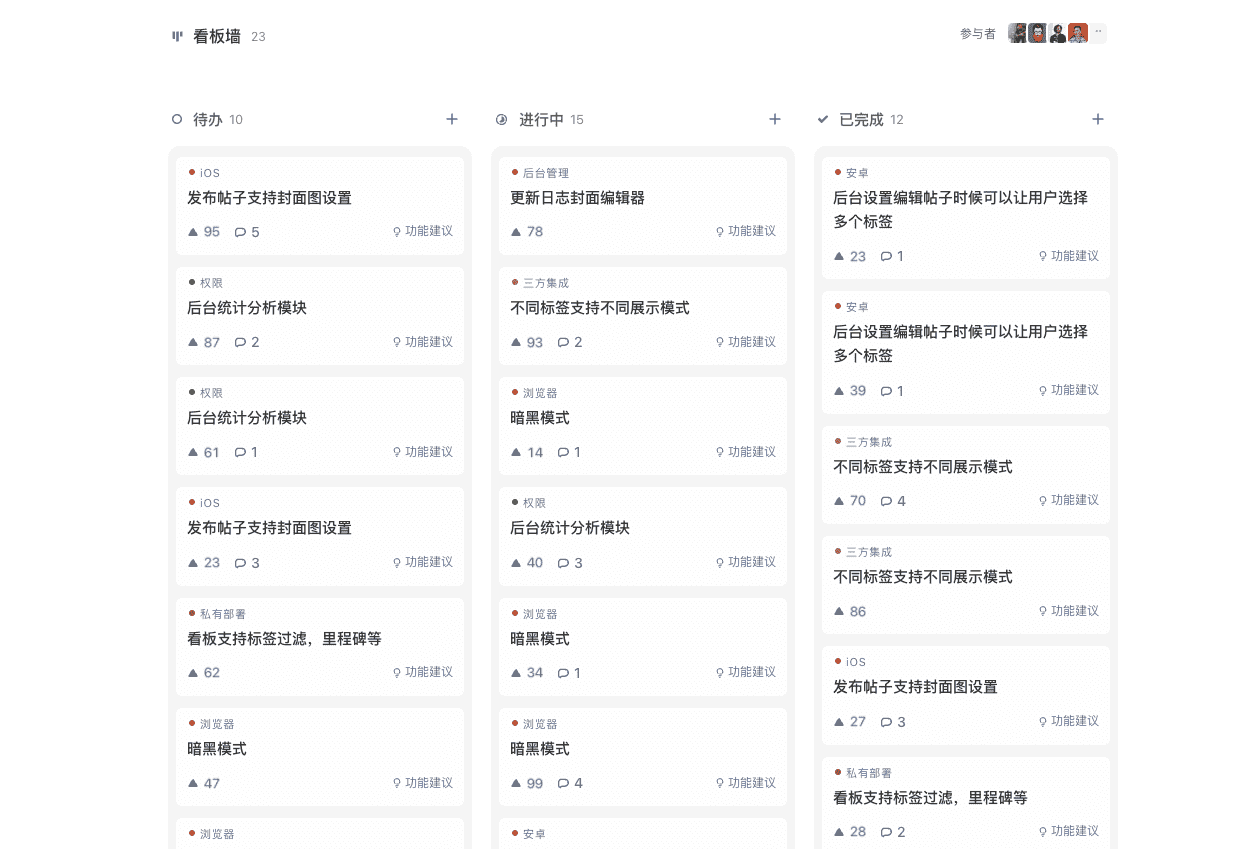 看板墙 23
参与者
待办 10
iOS
发布帖子支持封面图设置
95 5 功能建议
权限
后台统计分析模块
87 2 功能建议
权限
后台统计分析模块
61 1 功能建议
iOS
发布帖子支持封面图设置
23 3 功能建议
私有部署
看板支持标签过滤，里程碑等
62 功能建议
浏览器
暗黑模式
47 功能建议
浏览器
进行中 15
后台管理
更新日志封面编辑器
78 功能建议
三方集成
不同标签支持不同展示模式
93 2 功能建议
浏览器
暗黑模式
14 1 功能建议
权限
后台统计分析模块
40 3 功能建议
浏览器
暗黑模式
34 1 功能建议
浏览器
暗黑模式
99 4 功能建议
安卓
已完成 12
安卓
后台设置编辑帖子时候可以让用户选择
多个标签
23 1 功能建议
安卓
后台设置编辑帖子时候可以让用户选择
多个标签
39 1 功能建议
三方集成
不同标签支持不同展示模式
70 4 功能建议
三方集成
不同标签支持不同展示模式
86 功能建议
iOS
发布帖子支持封面图设置
27 3 功能建议
私有部署
看板支持标签过滤，里程碑等
28 2 功能建议